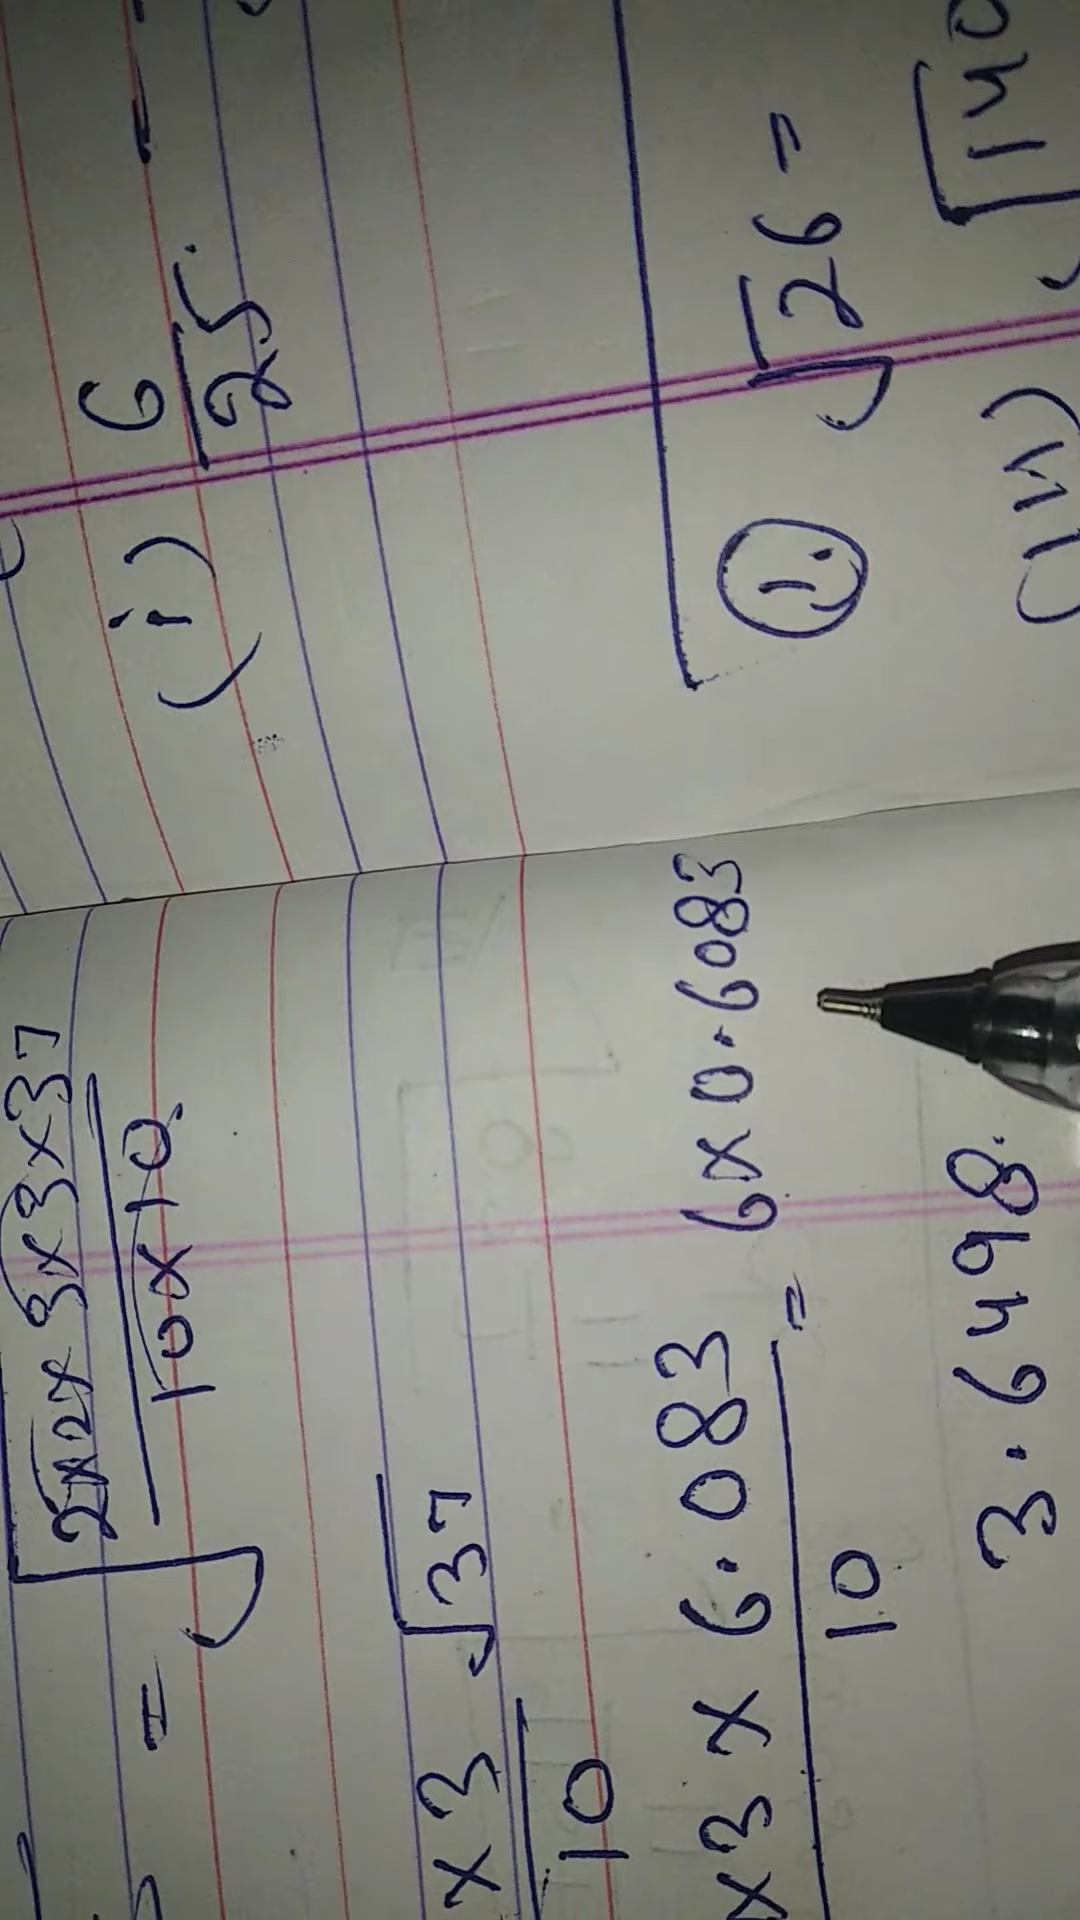 = √2×2×3×3×37
10×10
×3 √37
10
×3 × 6.083 = 6×0.6083
10
3.6498
(i) 6
25
① √26 =
√140